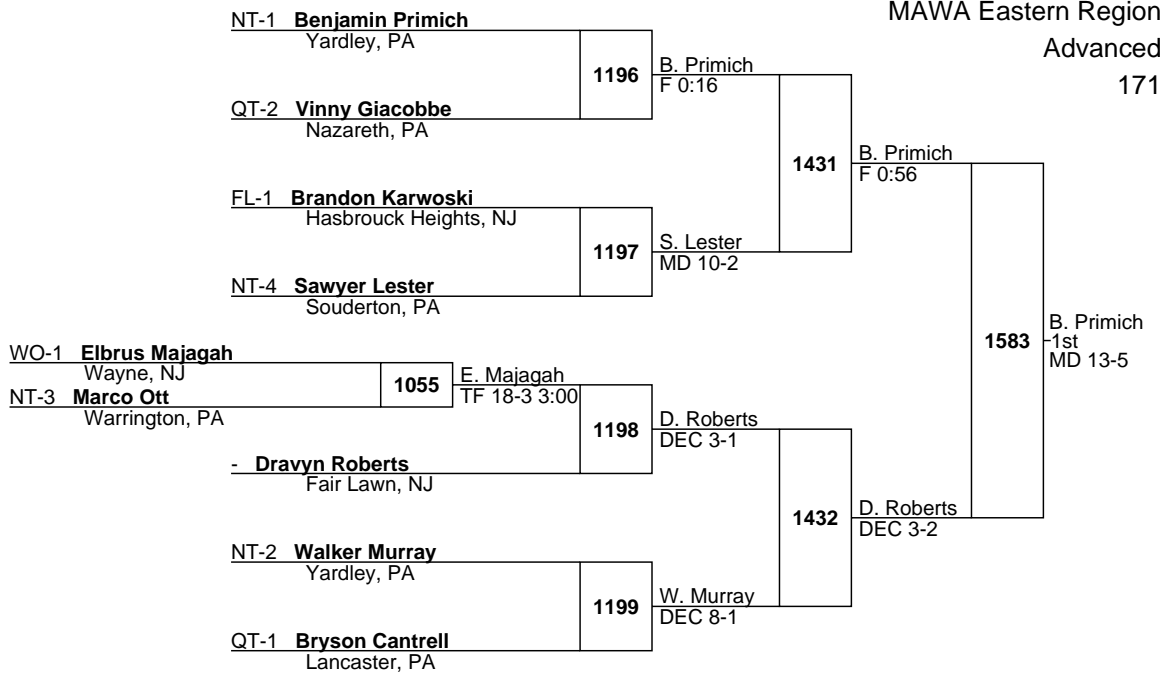 MAWA Eastern Region
Advanced
171
NT-1 Benjamin Primich
Yardley, PA
1196
B. Primich
F 0:16
QT-2 Vinny Giacobbe
Nazareth, PA
1431
B. Primich
F 0:56
FL-1 Brandon Karwoski
Hasbrouck Heights, NJ
1197
S. Lester
MD 10-2
NT-4 Sawyer Lester
Souderton, PA
1583
B. Primich
1st
MD 13-5
WO-1 Elbrus Majagah
Wayne, NJ
1055
E. Majagah
TF 18-3 3:00
NT-3 Marco Ott
Warrington, PA
1198
D. Roberts
DEC 3-1
- Dravyn Roberts
Fair Lawn, NJ
1432
D. Roberts
DEC 3-2
NT-2 Walker Murray
Yardley, PA
1199
W. Murray
DEC 8-1
QT-1 Bryson Cantrell
Lancaster, PA